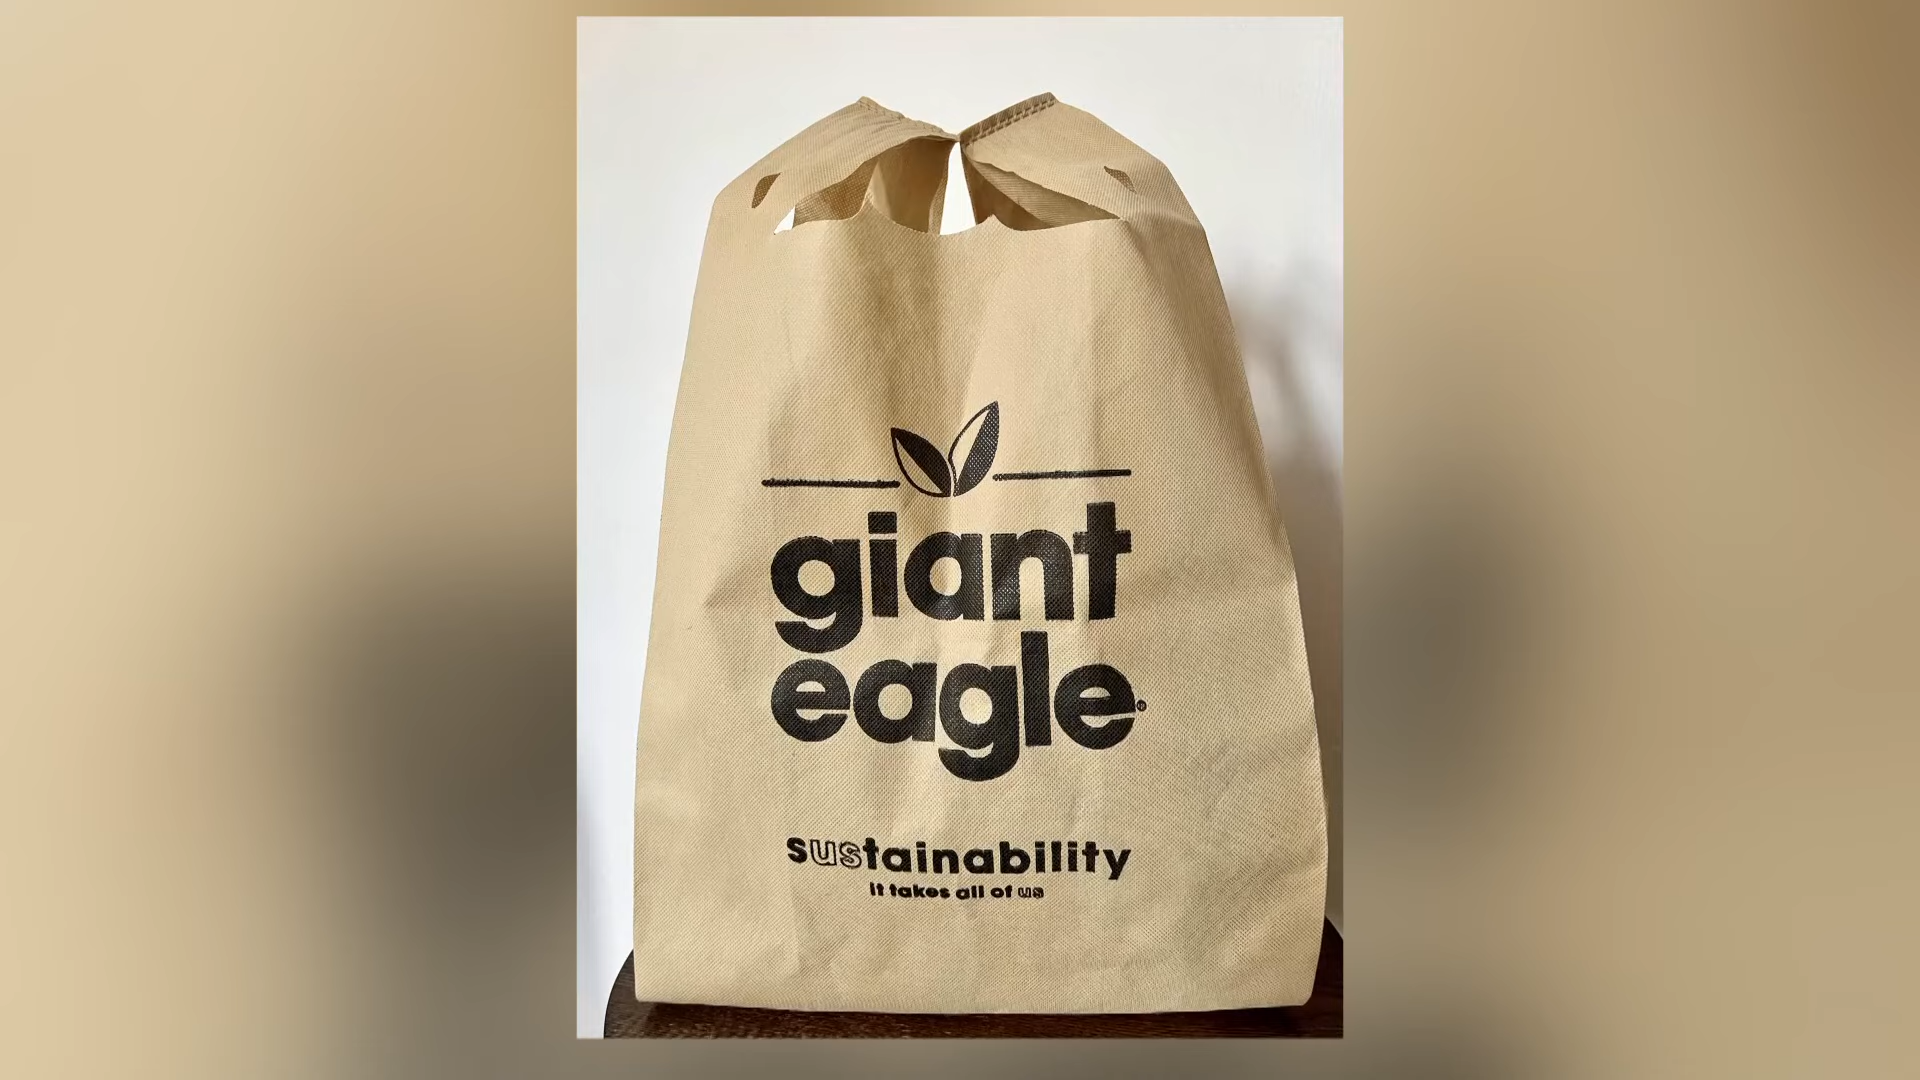 giant
eagle®
sustainability
it takes all of us